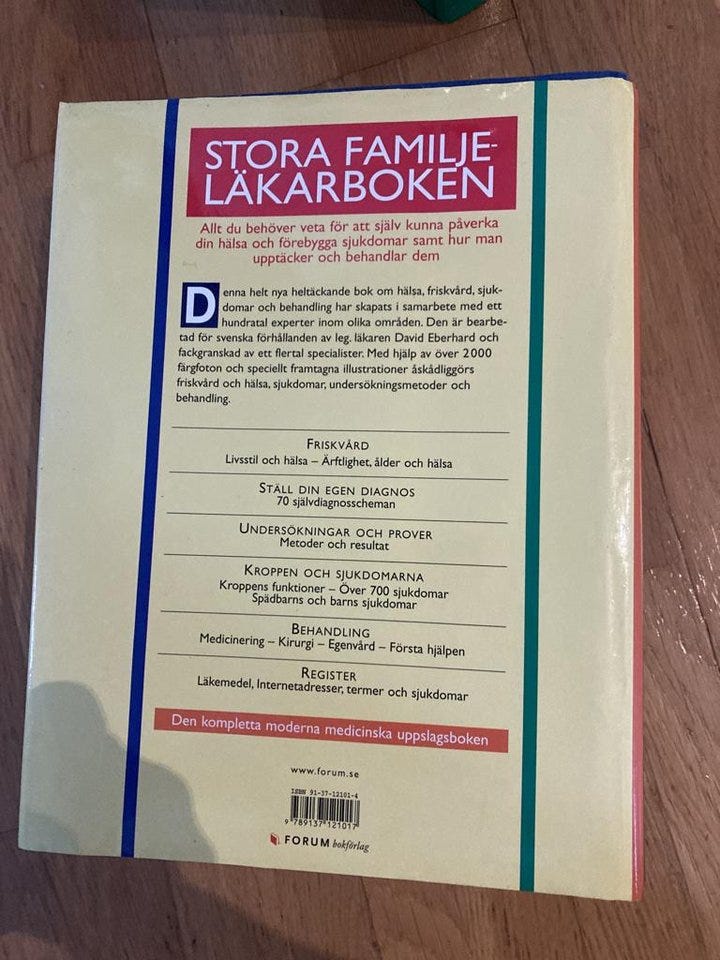 STORA FAMILJE-
LÄKARBOKEN
Allt du behöver veta för att själv kunna påverka
din hälsa och förebygga sjukdomar samt hur man
upptäcker och behandlar dem
Denna helt nya heltäckande bok om hälsa, friskvård, sjuk-
domar och behandling har skapats i samarbete med ett
hundratal experter inom olika områden. Den är bearbe-
tad för svenska förhållanden av leg. läkaren David Eberhard och
fackgranskad av ett flertal specialister. Med hjälp av över 2000
färgfoton och speciellt framtagna illustrationer åskådliggörs
friskvård och hälsa, sjukdomar, undersökningsmetoder och
behandling.
FRISKVÅRD
Livsstil och hälsa – Ärftlighet, ålder och hälsa
STÄLL DIN EGEN DIAGNOS
70 självdiagnosscheman
UNDERSÖKNINGAR OCH PROVER
Metoder och resultat
KROPPEN OCH SJUKDOMARNA
Kroppens funktioner – Över 700 sjukdomar
Spädbarns och barns sjukdomar
BEHANDLING
Medicinering – Kirurgi – Egenvård – Första hjälpen
REGISTER
Läkemedel, Internetadresser, termer och sjukdomar
Den kompletta moderna medicinska uppslagsboken
www.forum.se
ISBN 91-37-12101-4
9 789137 121017
FORUM bokförlag